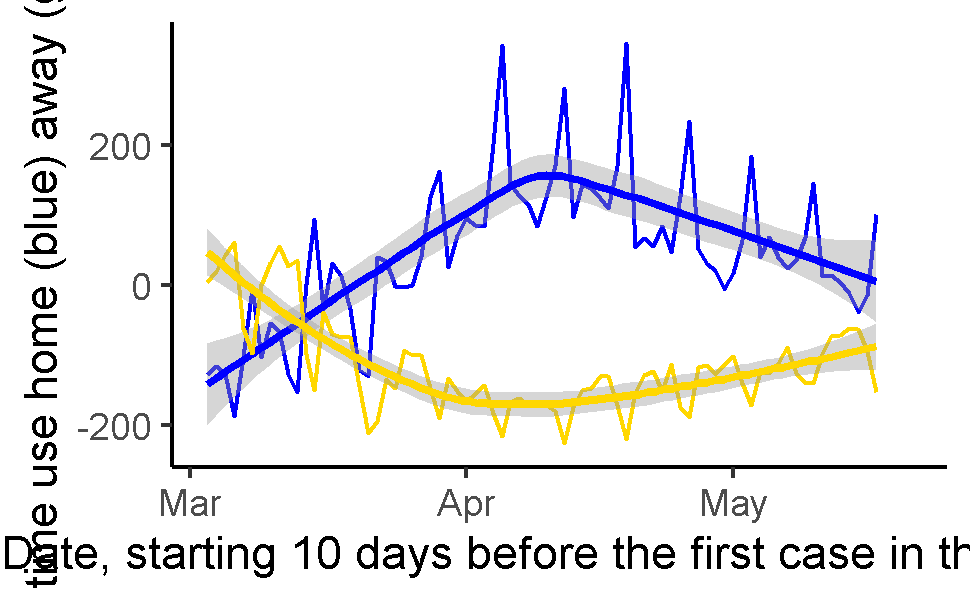 time use home (blue) away (
200
0
-200
Mar Apr May
Date, starting 10 days before the first case in th